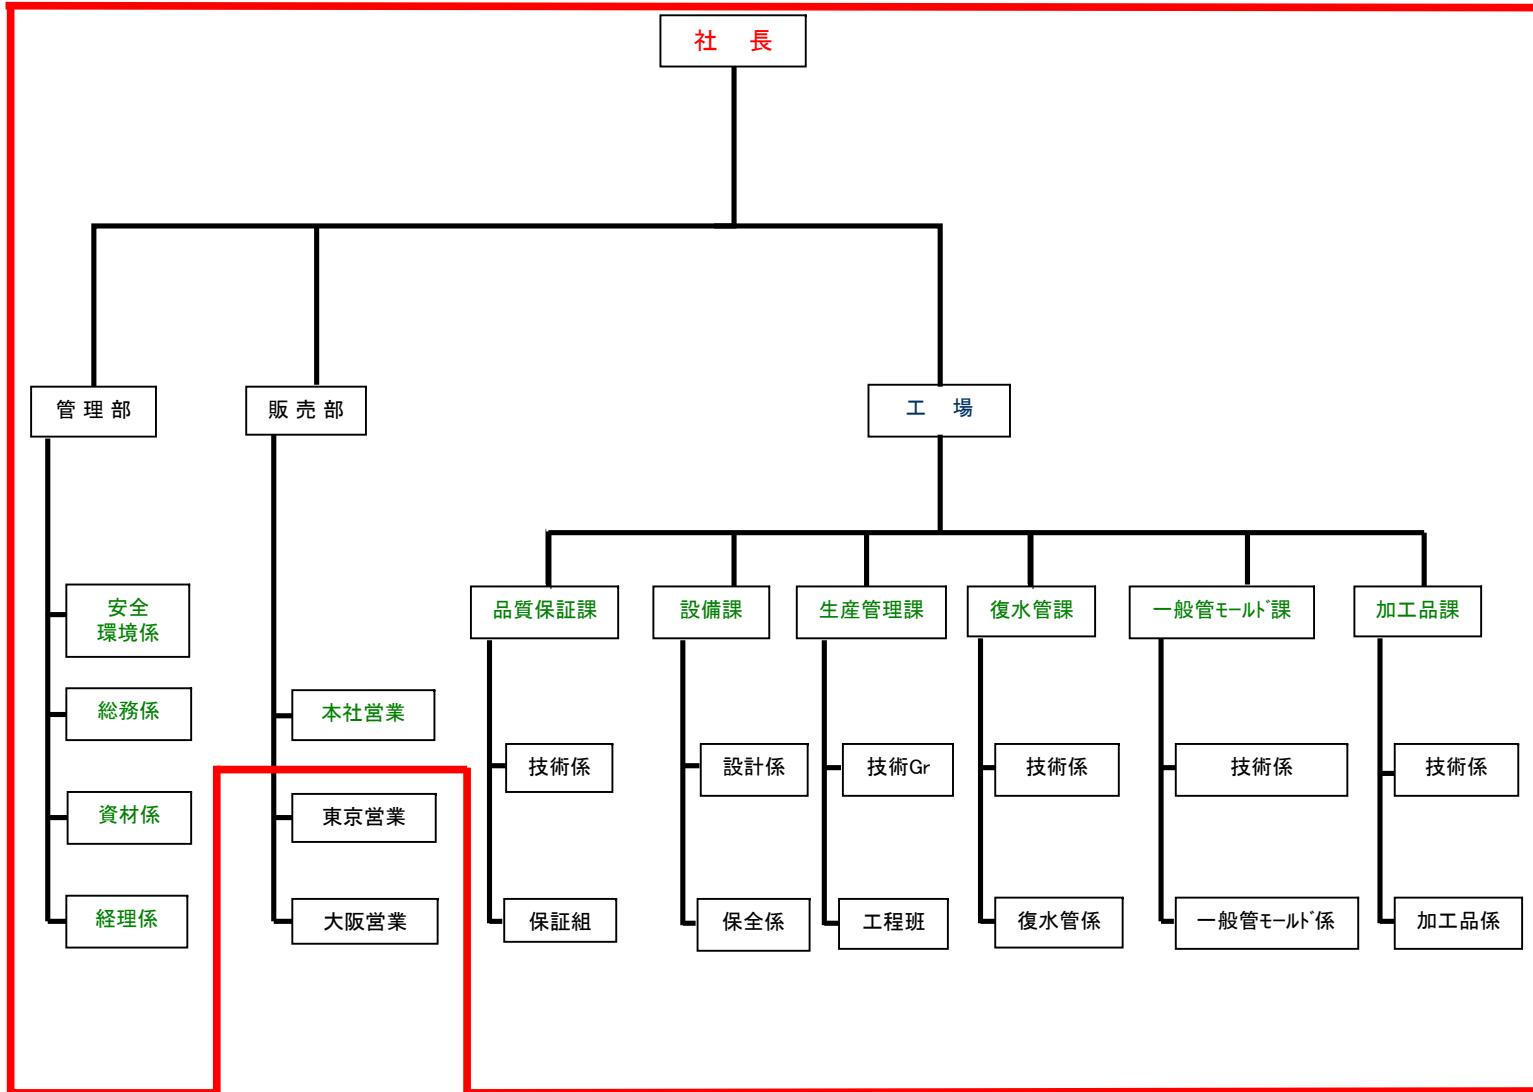 社 長
管 理 部
販 売 部
工 場
安全
環境係
総務係
資材係
経理係
本社営業
東京営業
大阪営業
品質保証課
設備課
生産管理課
復水管課
一般管ﾓｰﾙﾄﾞ課
加工品課
技術係
設計係
技術Gr
技術係
技術係
技術係
保証組
保全係
工程班
復水管係
一般管ﾓｰﾙﾄﾞ係
加工品係